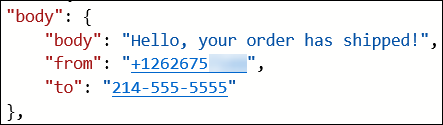 "body": {
"body": "Hello, your order has shipped!",
"from": "+1262675 ",
"to": "214-555-5555"
},